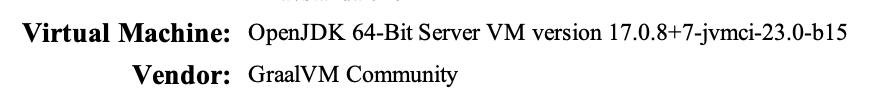 Virtual Machine: OpenJDK 64-Bit Server VM version 17.0.8+7-jvmci-23.0-b15
Vendor: GraalVM Community